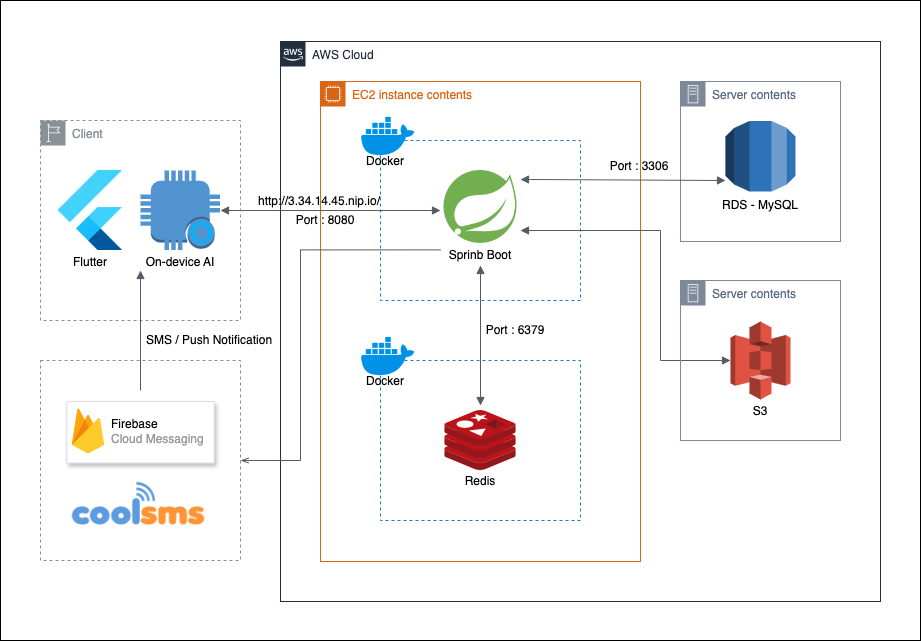 aws
AWS Cloud
EC2 instance contents
Server contents
Client
Docker
Port : 3306
RDS - MySQL
http://3.34.14.45.nip.io/
Port : 8080
Flutter
On-device AI
Sprinb Boot
Server contents
SMS / Push Notification
Port : 6379
Docker
S3
Firebase
Cloud Messaging
Redis
coolsms